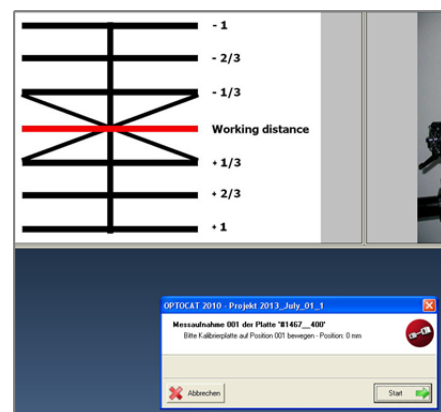 - 1
- 2/3
- 1/3
Working distance
+ 1/3
+ 2/3
+ 1
OPTOCAT 2010 - Projekt 2013_July_01_1
Messaufnahme 001 der Platte '#1467__400'
Bitte Kalibrierplatte auf Position 001 bewegen - Position: 0 mm
Abbrechen
Start